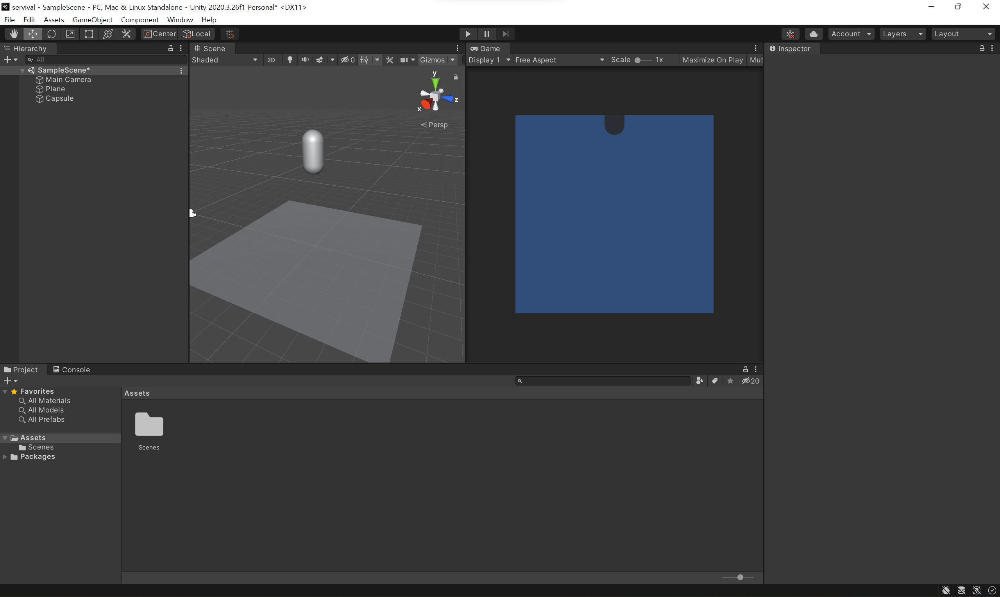 servival - SampleScene - PC, Mac & Linux Standalone - Unity 2020.3.26f1 Personal* <DX11>
File Edit Assets GameObject Component Window Help
Center Local Account Layers Layout
Hierarchy
All
SampleScene*
Main Camera
Plane
Capsule
Scene
Shaded 2D 0 Gizmos
y
z
x
Persp
Game
Display 1 Free Aspect Scale 1x Maximize On Play Mut
Inspector
Project Console
20
Favorites
All Materials
All Models
All Prefabs
Assets
Scenes
Packages
Assets
Scenes